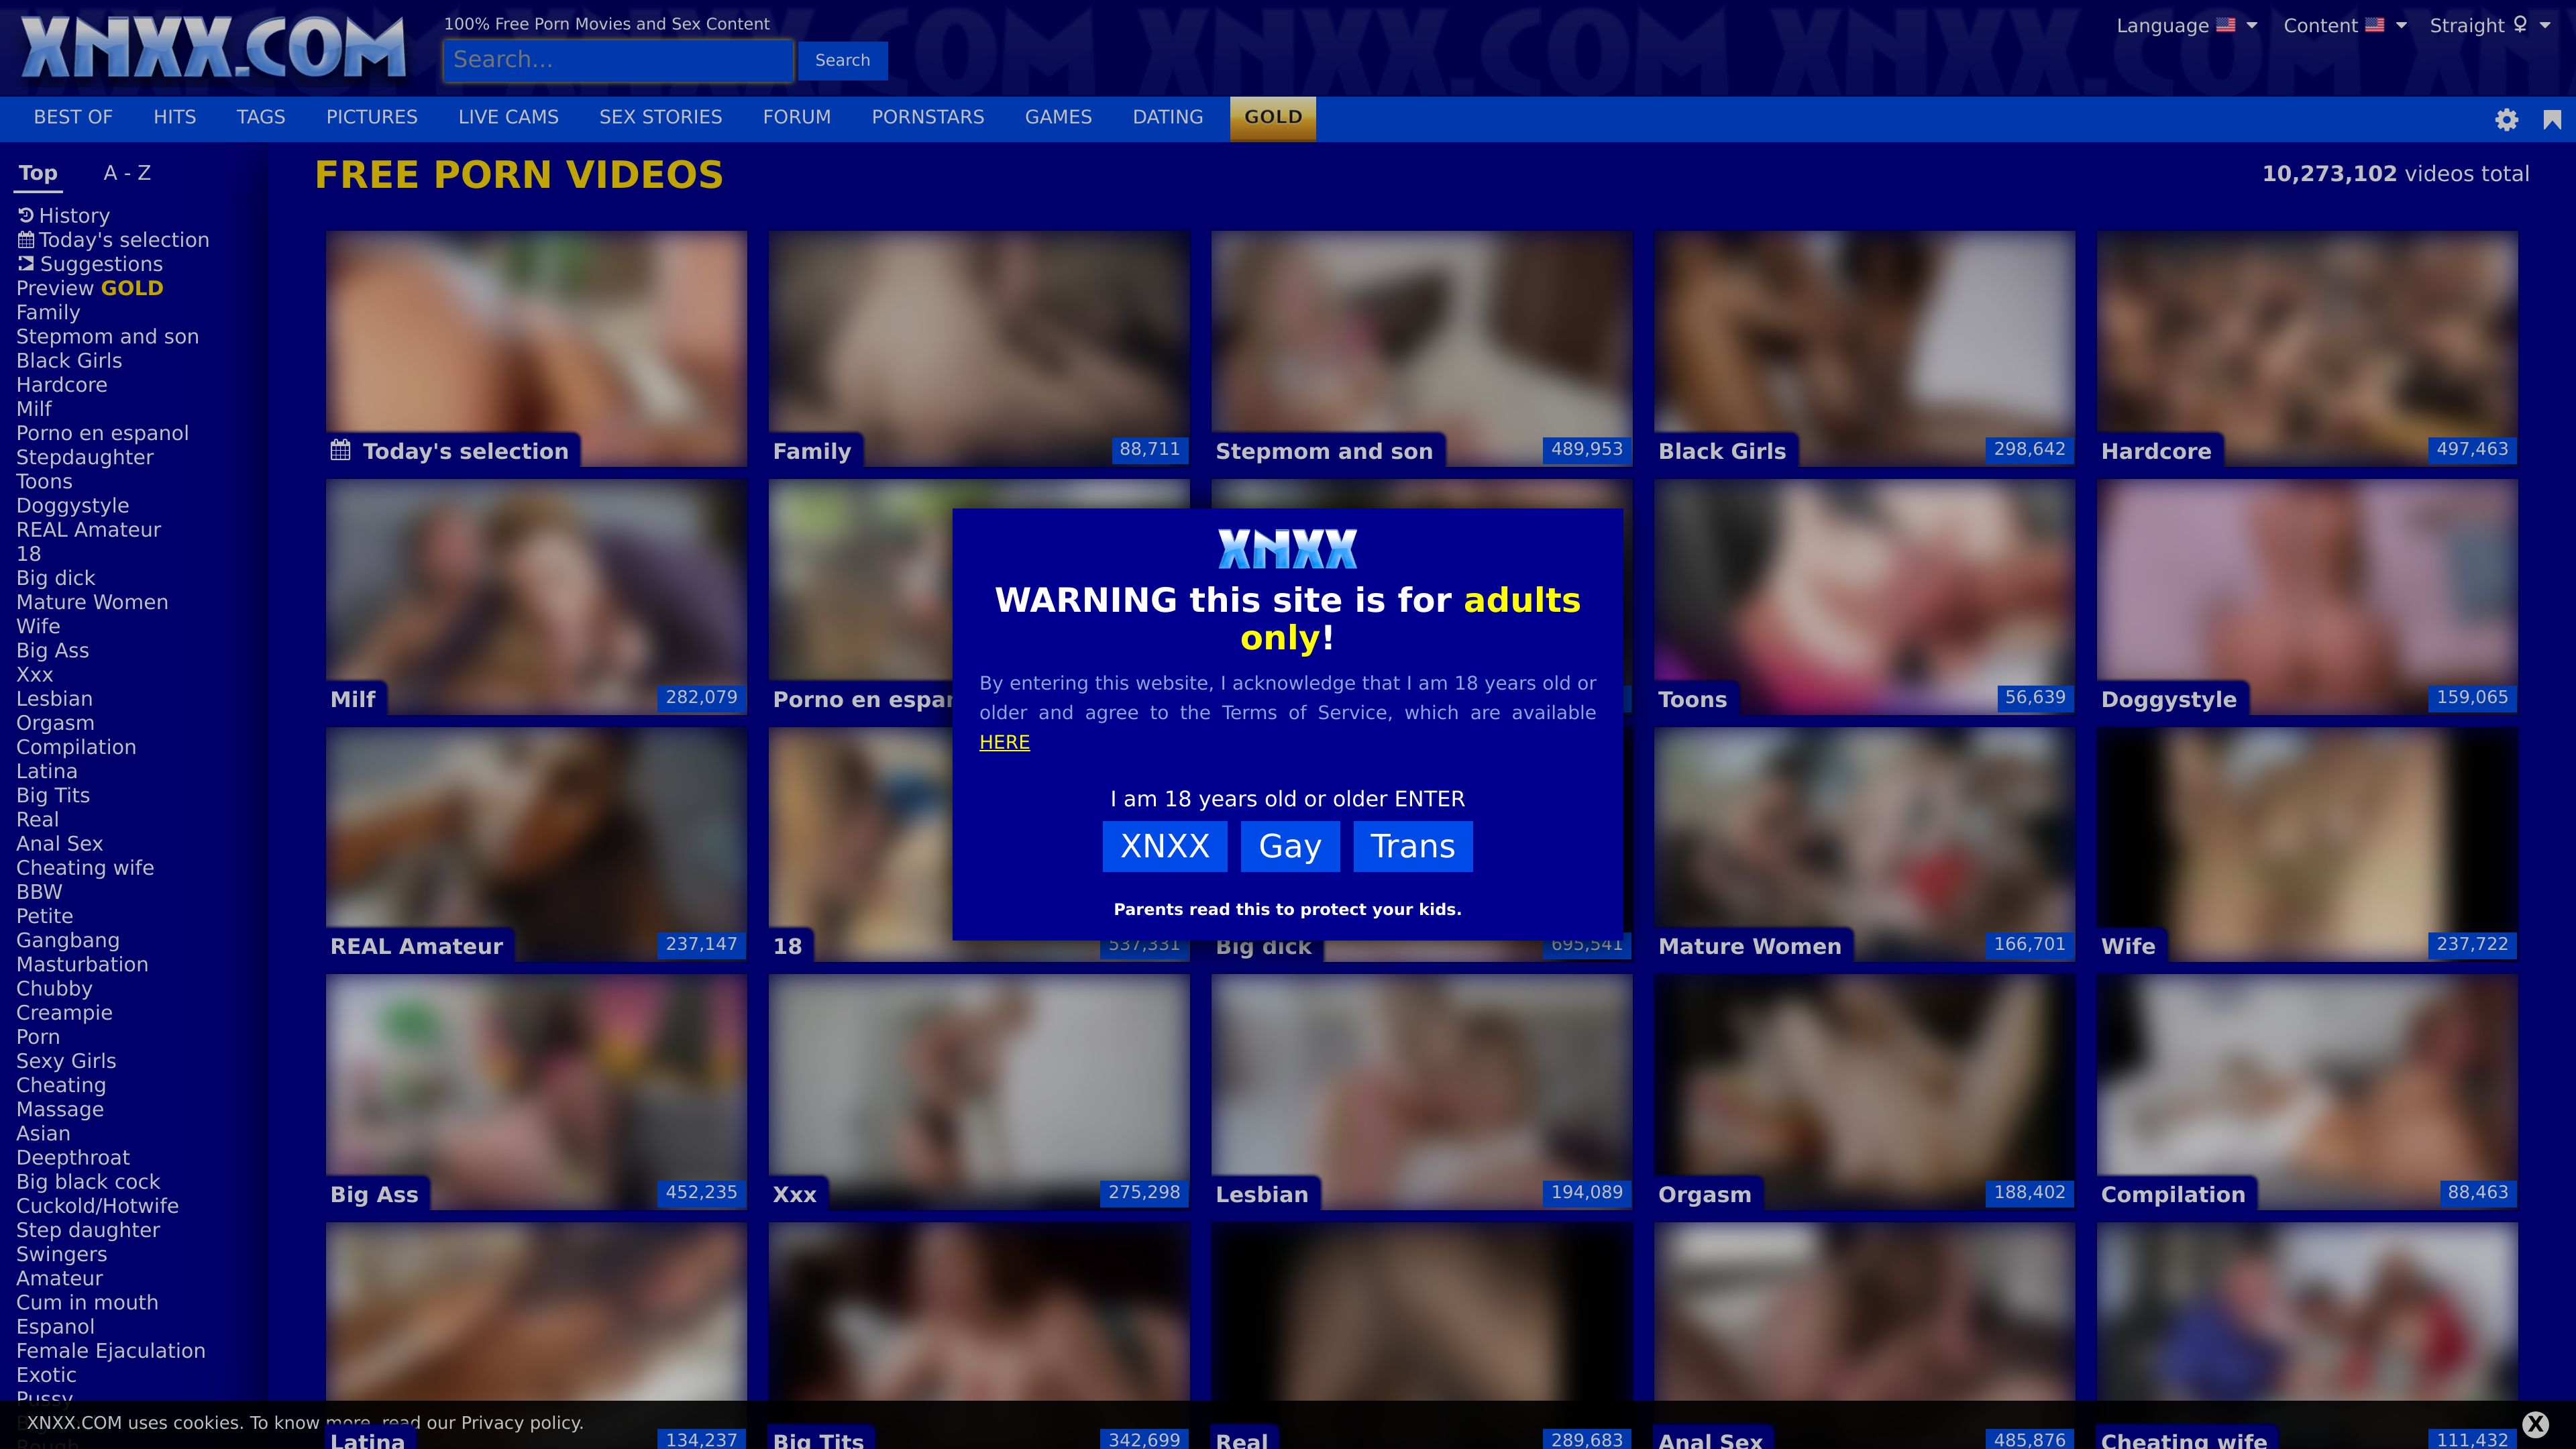 XNXX.COM
100% Free Porn Movies and Sex Content
Search...
Search
Language
Content
Straight
BEST OF
HITS
TAGS
PICTURES
LIVE CAMS
SEX STORIES
FORUM
PORNSTARS
GAMES
DATING
GOLD
Top
A - Z
History
Today's selection
Suggestions
Preview GOLD
Family
Stepmom and son
Black Girls
Hardcore
Milf
Porno en espanol
Stepdaughter
Toons
Doggystyle
REAL Amateur
18
Big dick
Mature Women
Wife
Big Ass
Xxx
Lesbian
Orgasm
Compilation
Latina
Big Tits
Real
Anal Sex
Cheating wife
BBW
Petite
Gangbang
Masturbation
Chubby
Creampie
Porn
Sexy Girls
Cheating
Massage
Asian
Deepthroat
Big black cock
Cuckold/Hotwife
Step daughter
Swingers
Amateur
Cum in mouth
Espanol
Female Ejaculation
Exotic
Pussy
FREE PORN VIDEOS
10,273,102 videos total
Today's selection
Family
88,711
Stepmom and son
489,953
Black Girls
298,642
Hardcore
497,463
Milf
282,079
Porno en espa
Toons
56,639
Doggystyle
159,065
REAL Amateur
237,147
18
537,331
Big dick
695,541
Mature Women
166,701
Wife
237,722
Big Ass
452,235
Xxx
275,298
Lesbian
194,089
Orgasm
188,402
Compilation
88,463
Latina
134,237
Big Tits
342,699
Real
289,683
Anal Sex
485,876
Cheating wife
111,432
XNXX
WARNING this site is for adults
only!
By entering this website, I acknowledge that I am 18 years old or
older and agree to the Terms of Service, which are available
HERE
I am 18 years old or older ENTER
XNXX
Gay
Trans
Parents read this to protect your kids.
XNXX.COM uses cookies. To know more, read our Privacy policy.
X